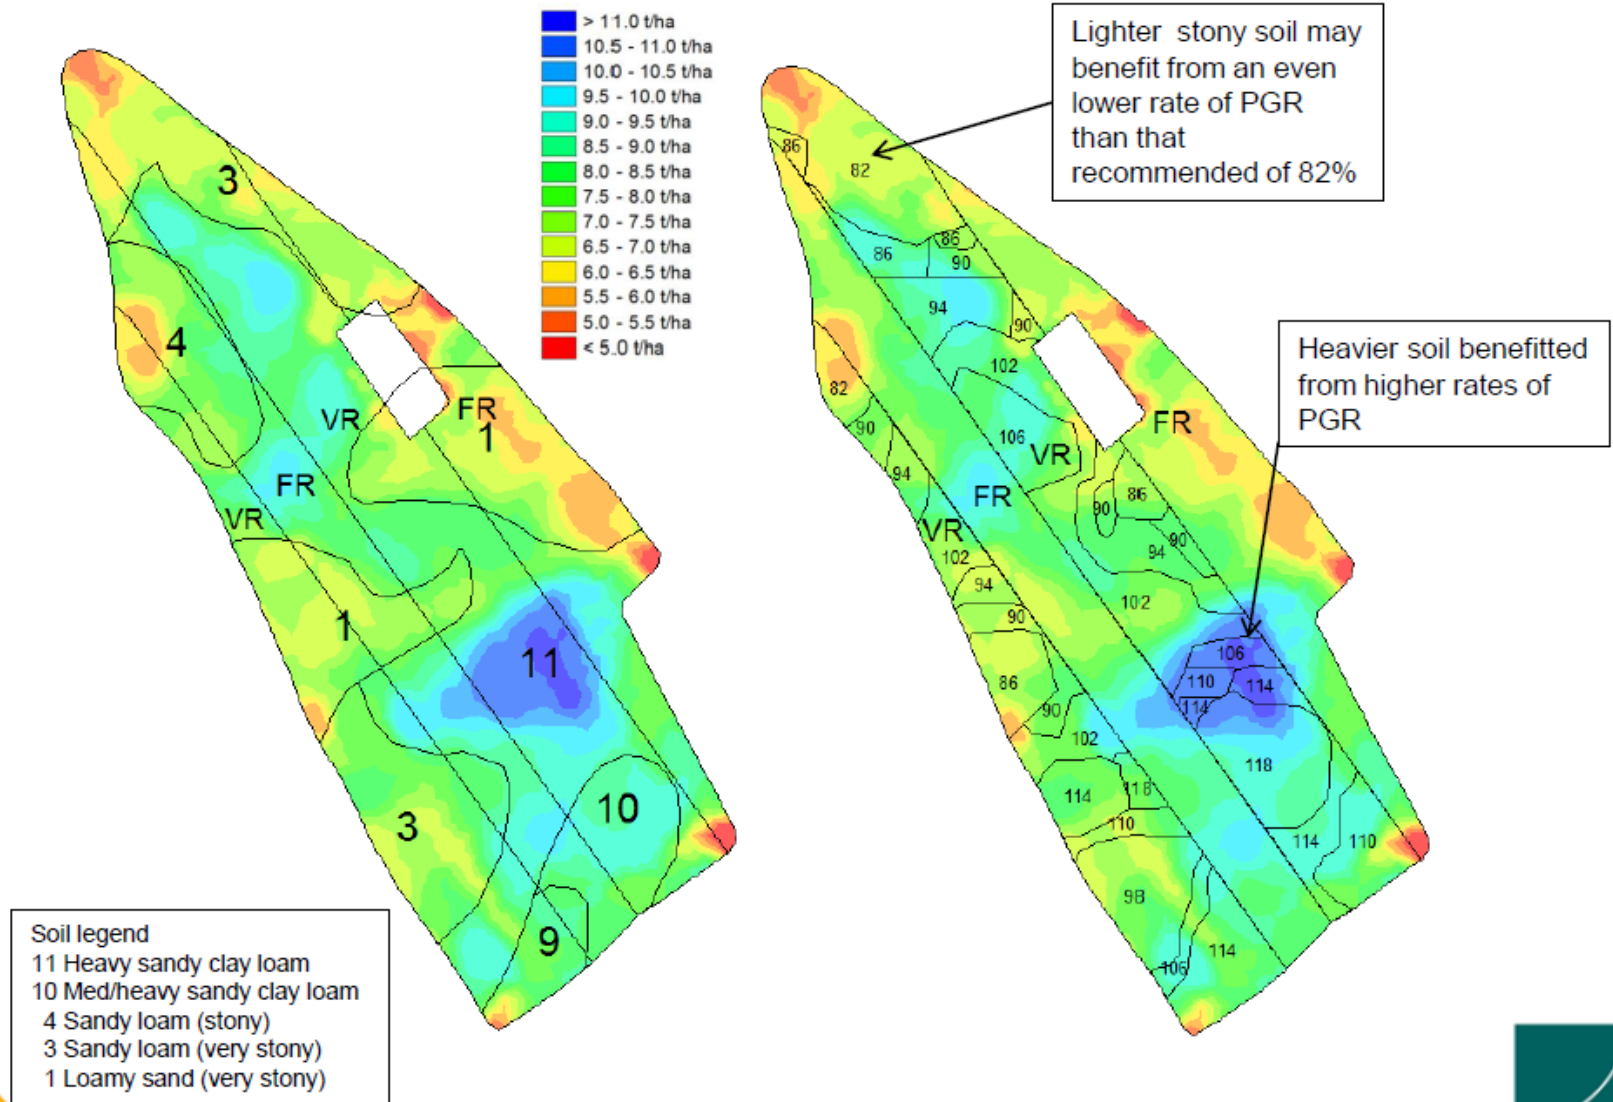 > 11.0 t/ha
10.5 - 11.0 t/ha
10.0 - 10.5 t/ha
9.5 - 10.0 t/ha
9.0 - 9.5 t/ha
8.5 - 9.0 t/ha
8.0 - 8.5 t/ha
7.5 - 8.0 t/ha
7.0 - 7.5 t/ha
6.5 - 7.0 t/ha
6.0 - 6.5 t/ha
5.5 - 6.0 t/ha
5.0 - 5.5 t/ha
< 5.0 t/ha
3
4
VR
FR
1
FR
VR
1
11
10
3
9
Soil legend
11 Heavy sandy clay loam
10 Med/heavy sandy clay loam
4 Sandy loam (stony)
3 Sandy loam (very stony)
1 Loamy sand (very stony)
Lighter stony soil may
benefit from an even
lower rate of PGR
than that
recommended of 82%
Heavier soil benefitted
from higher rates of
PGR
86
82
86
86
90
94
90
102
82
90
106
FR
VR
94
FR
86
90
VR
90
94
102
94
102
90
106
86
110
114
114
90
102
118
114
118
110
114
110
98
114
106